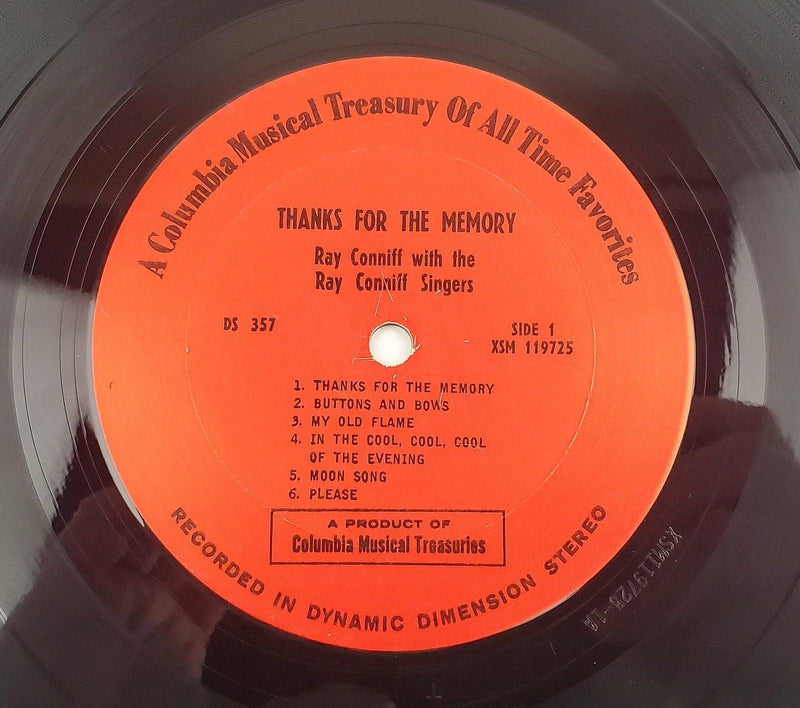 A Columbia Musical Treasury Of All Time Favorites
THANKS FOR THE MEMORY
Ray Conniff with the
Ray Conniff Singers
DS 357
SIDE 1
XSM 119725
1. THANKS FOR THE MEMORY
2. BUTTONS AND BOWS
3. MY OLD FLAME
4. IN THE COOL, COOL, COOL
OF THE EVENING
5. MOON SONG
6. PLEASE
A PRODUCT OF
Columbia Musical Treasuries
RECORDED IN DYNAMIC DIMENSION STEREO
XSM119725-1A